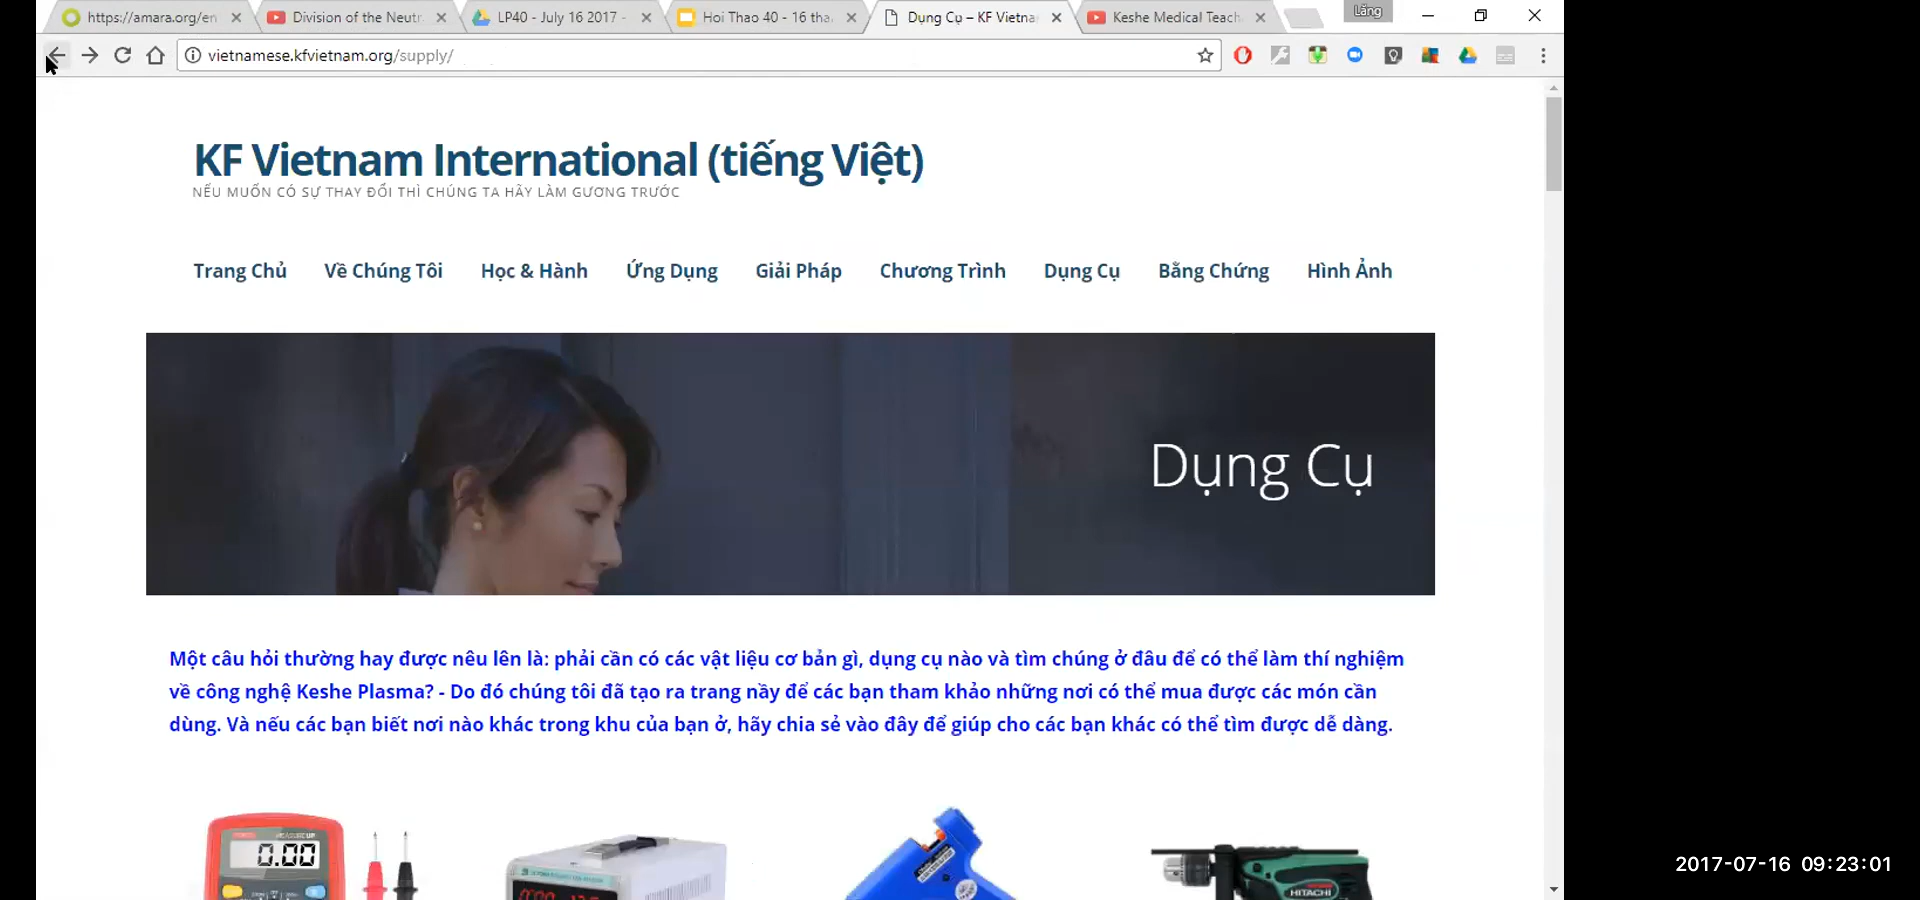 https://amara.org/en
Division of the Neutr
LP40 - July 16 2017 -
Hoi Thao 40 - 16 tha
Dụng Cụ – KF Vietna
Keshe Medical Teach
Lăng
vietnamese.kfvietnam.org/supply/
KF Vietnam International (tiếng Việt)
NẾU MUỐN CÓ SỰ THAY ĐỔI THÌ CHÚNG TA HÃY LÀM GƯƠNG TRƯỚC
Trang Chủ Về Chúng Tôi Học & Hành Ứng Dụng Giải Pháp Chương Trình Dụng Cụ Bằng Chứng Hình Ảnh
Dụng Cụ
Một câu hỏi thường hay được nêu lên là: phải cần có các vật liệu cơ bản gì, dụng cụ nào và tìm chúng ở đâu để có thể làm thí nghiệm
về công nghệ Keshe Plasma? - Do đó chúng tôi đã tạo ra trang nầy để các bạn tham khảo những nơi có thể mua được các món cần
dùng. Và nếu các bạn biết nơi nào khác trong khu của bạn ở, hãy chia sẻ vào đây để giúp cho các bạn khác có thể tìm được dễ dàng.
0.00
HITACHI
2017-07-16 09:23:01